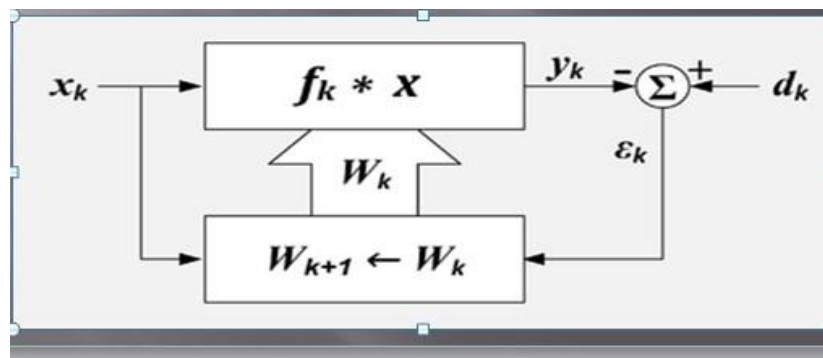 x_k
f_k * x
y_k
-
Σ
+
d_k
ε_k
W_k
W_{k+1} ← W_k